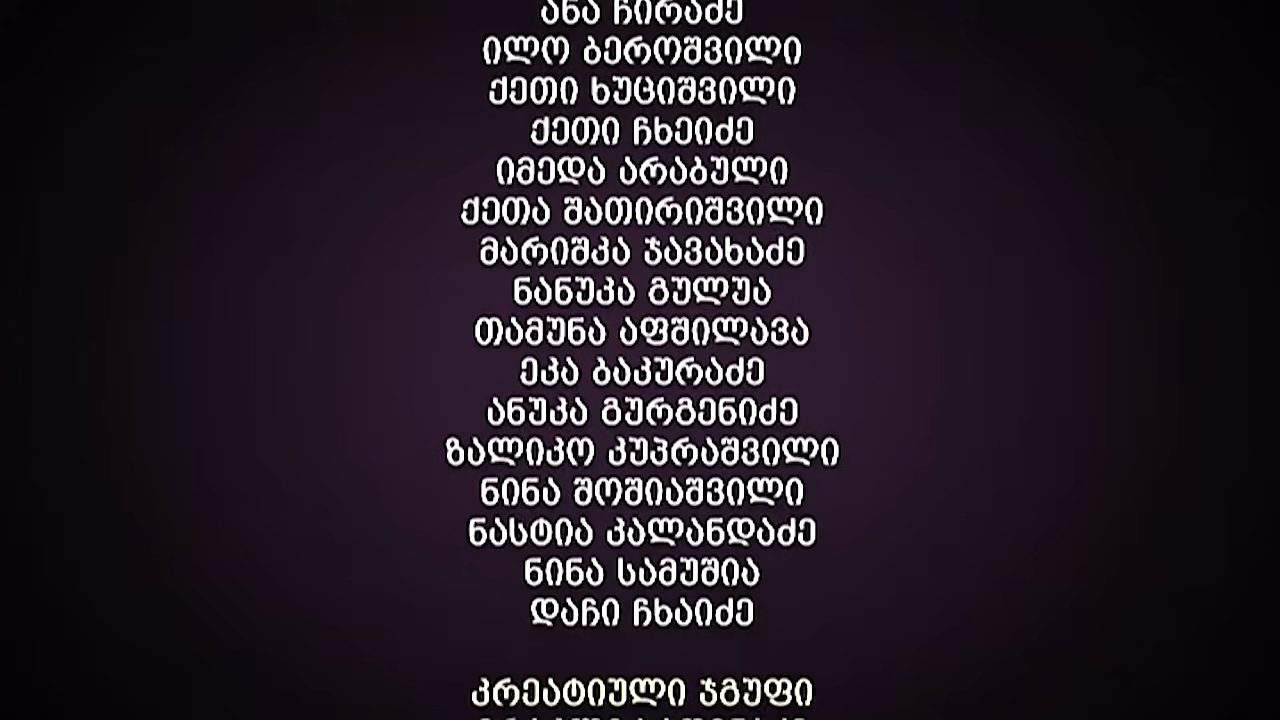 ანა ჩირაძე
ილო ბეროშვილი
ქეთი ხუციშვილი
ქეთი ჩხეიძე
იმედა არაბული
ქეთა შათირიშვილი
მარიშკა ჯავახაძე
ნანუკა გულუა
თამუნა აფშილავა
ეკა ბაკურაძე
ანუკა გურგენიძე
ზალიკო კუპრაშვილი
ნინა შოშიაშვილი
ნასტია კალანდაძე
ნინა სამუშია
დაჩი ჩხაიძე
კრეატიული ჯგუფი